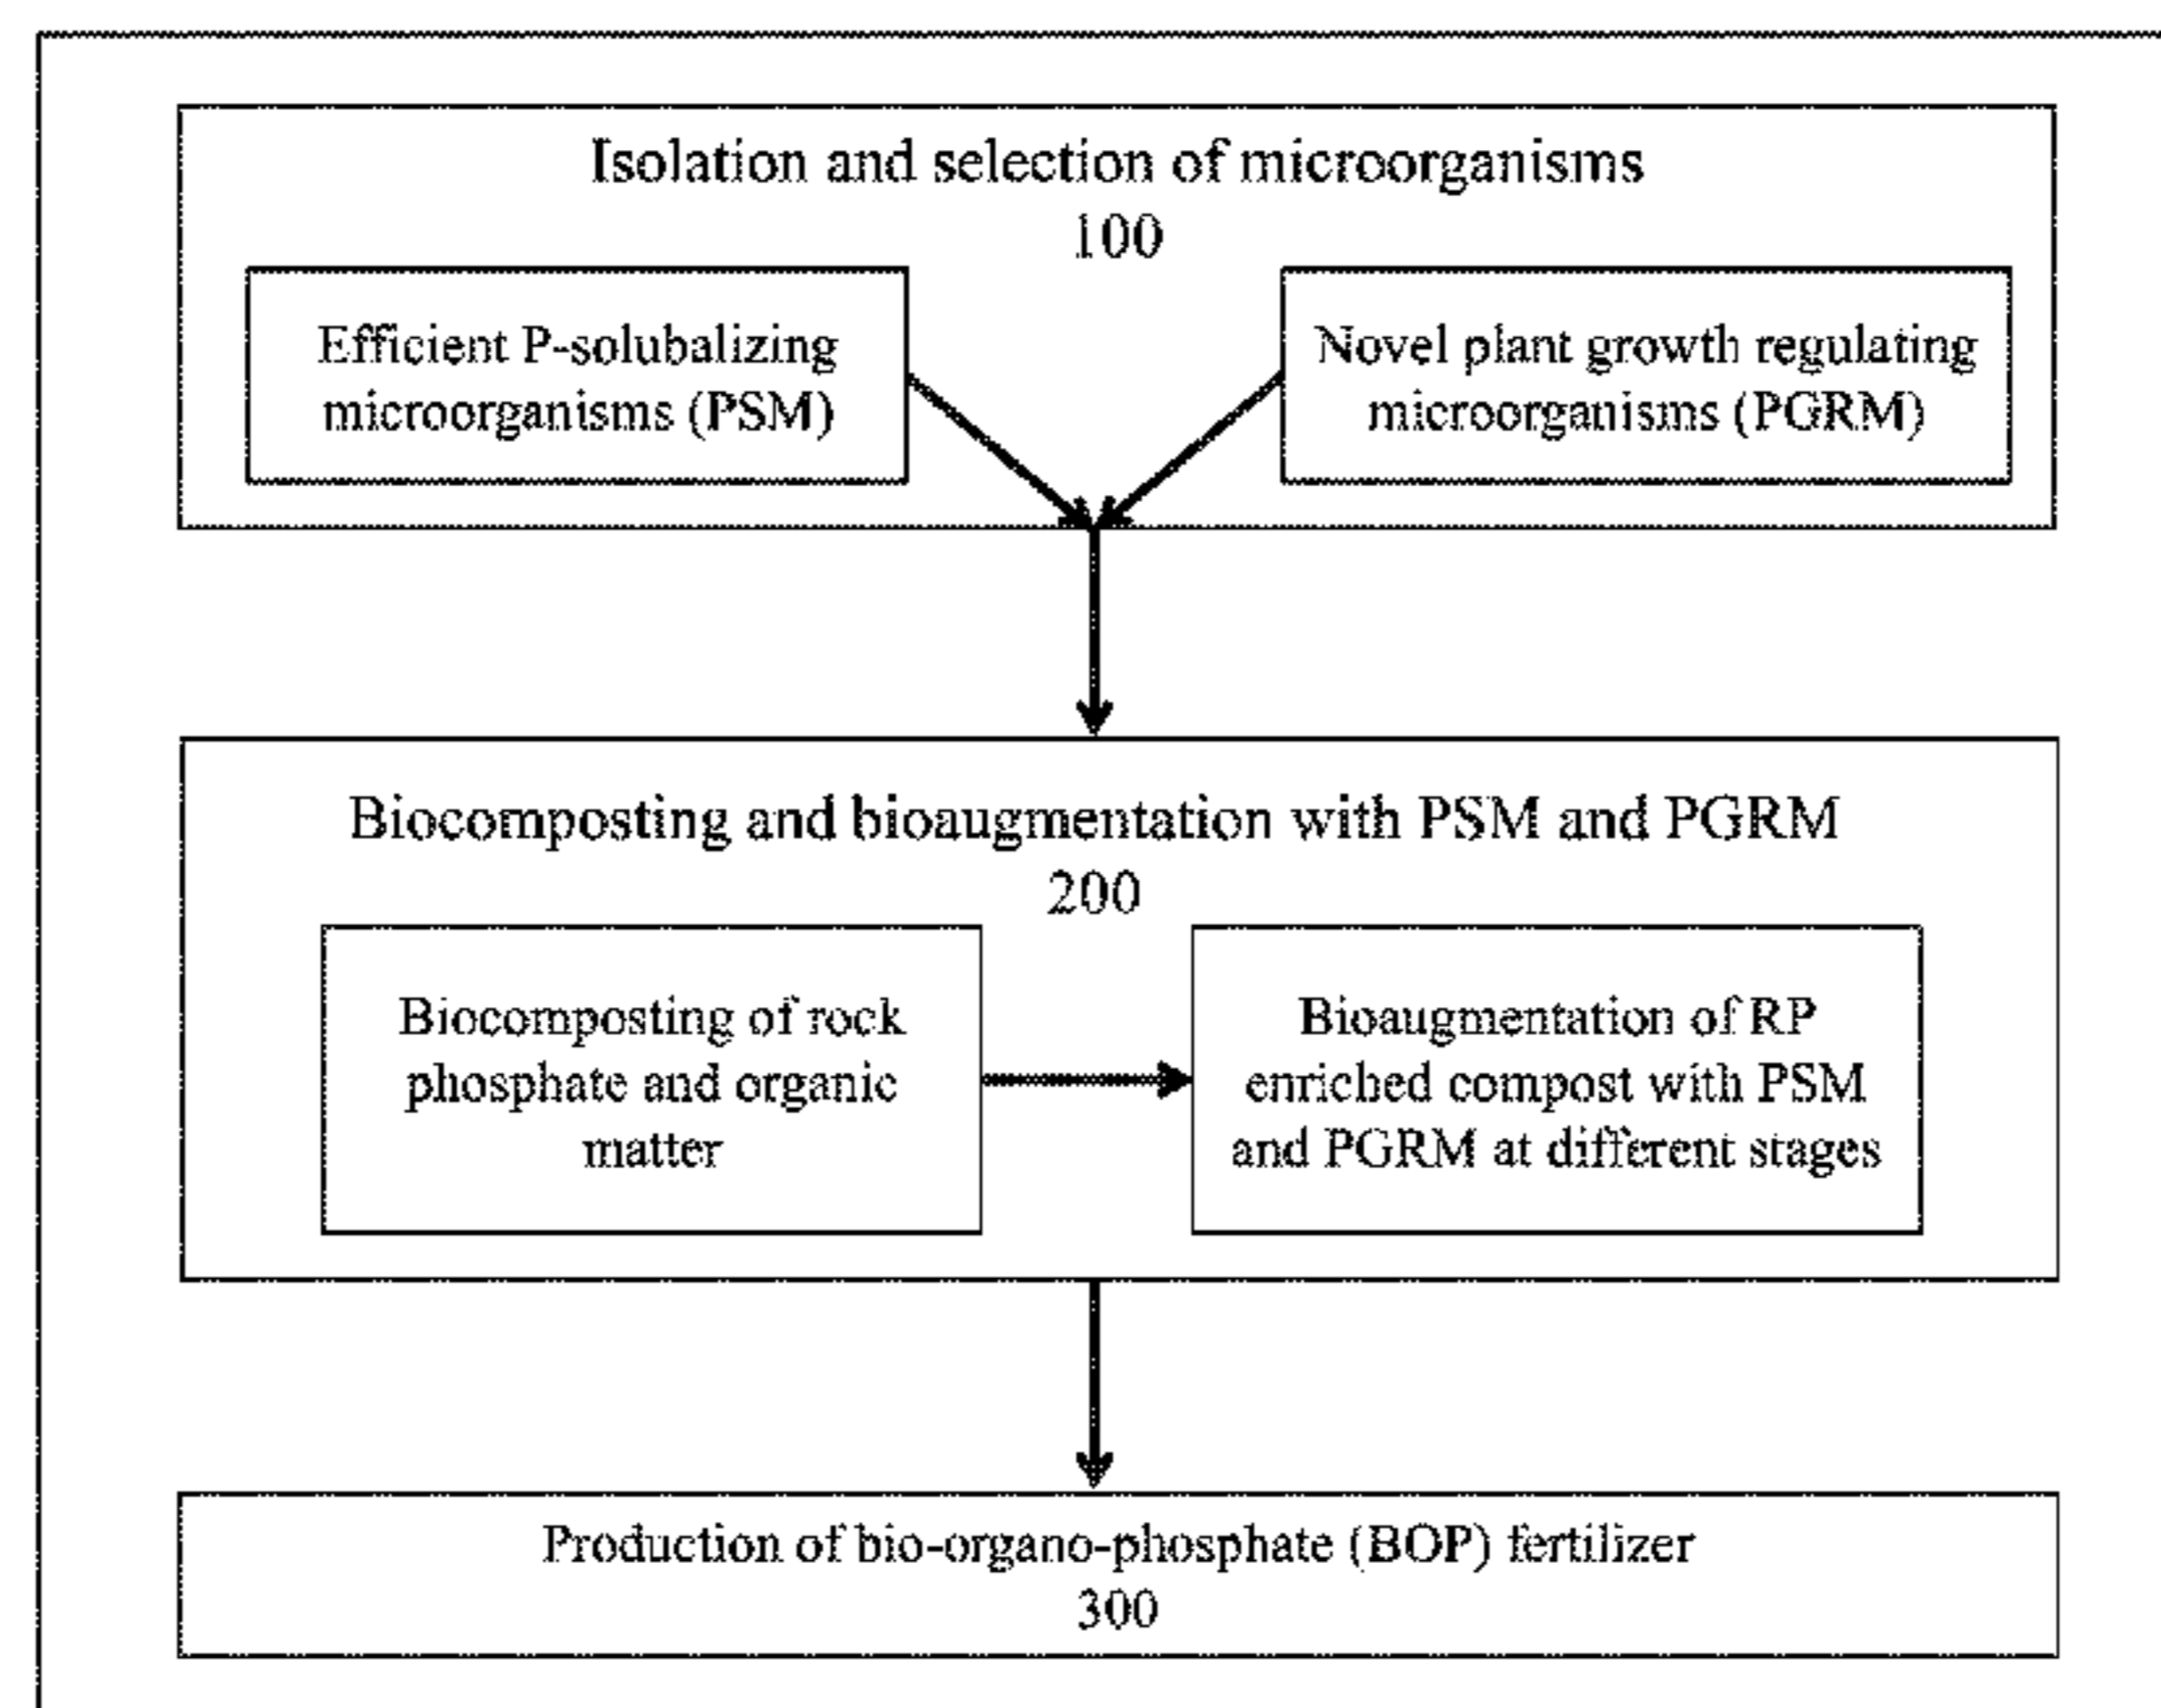 Isolation and selection of microorganisms
100
Efficient P-solubalizing
microorganisms (PSM)
Novel plant growth regulating
microorganisms (PGRM)
Biocomposting and bioaugmentation with PSM and PGRM
200
Biocomposting of rock
phosphate and organic
matter
Bioaugmentation of RP
enriched compost with PSM
and PGRM at different stages
Production of bio-organo-phosphate (BOP) fertilizer
300